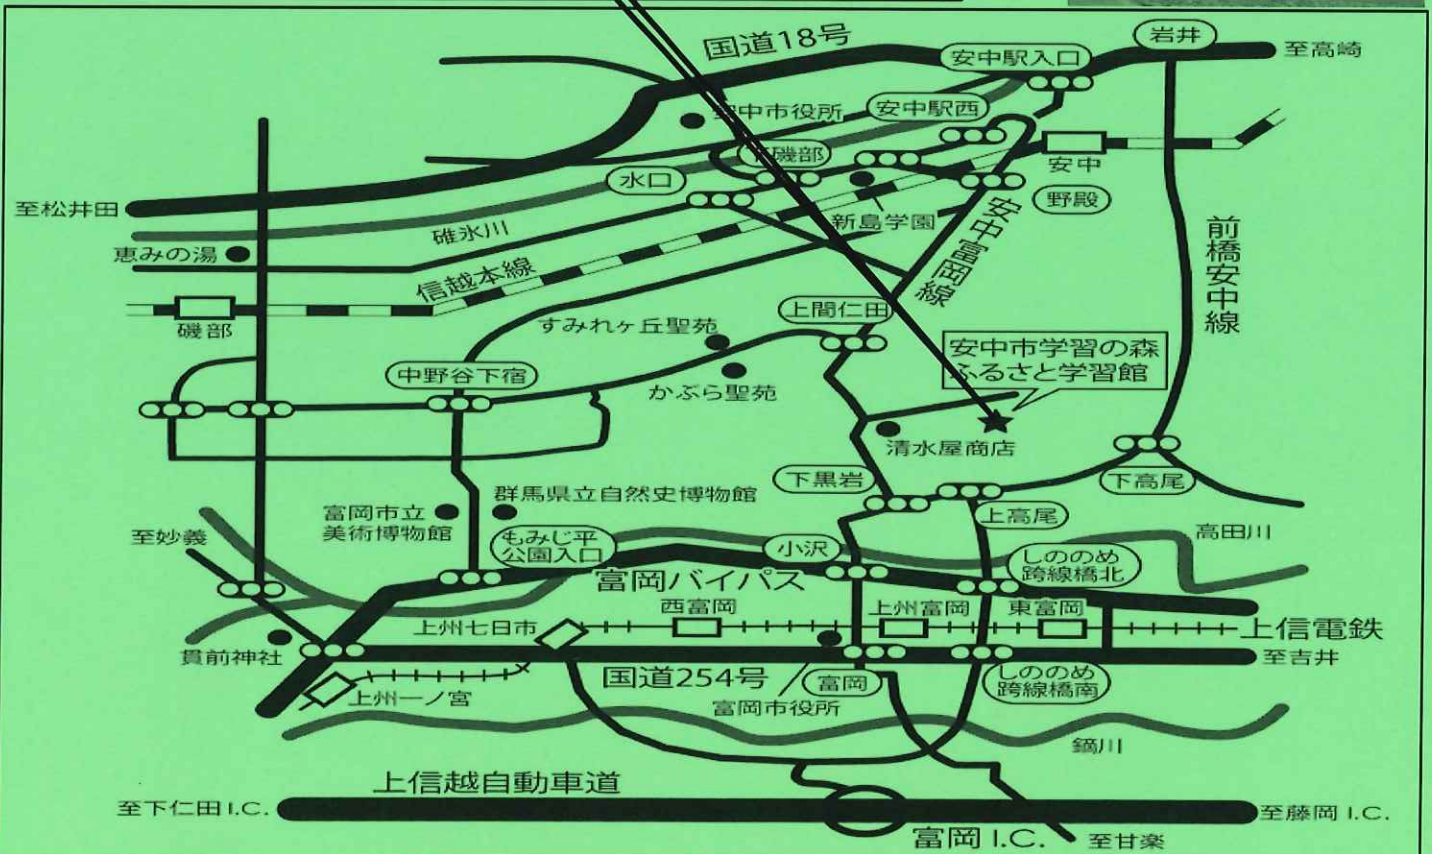 国道18号
岩井
至高崎
安中駅入口
安中市役所
安中駅西
磯部
安中
水口
野殿
至松井田
新島学園
碓氷川
安中富岡線
前橋安中線
恵みの湯
信越本線
磯部
上間仁田
すみれヶ丘聖苑
安中市学習の森
ふるさと学習館
中野谷下宿
かぶら聖苑
清水屋商店
下黒岩
下高尾
群馬県立自然史博物館
富岡市立
美術博物館
上高尾
至妙義
もみじ平
公園入口
小沢
高田川
しののめ
跨線橋北
富岡バイパス
西富岡
上州富岡
東富岡
上州七日市
上信電鉄
貫前神社
至吉井
国道254号
富岡
しののめ
跨線橋南
上州一ノ宮
富岡市役所
鏑川
上信越自動車道
至下仁田 I.C.
至藤岡 I.C.
富岡 I.C.
至甘楽